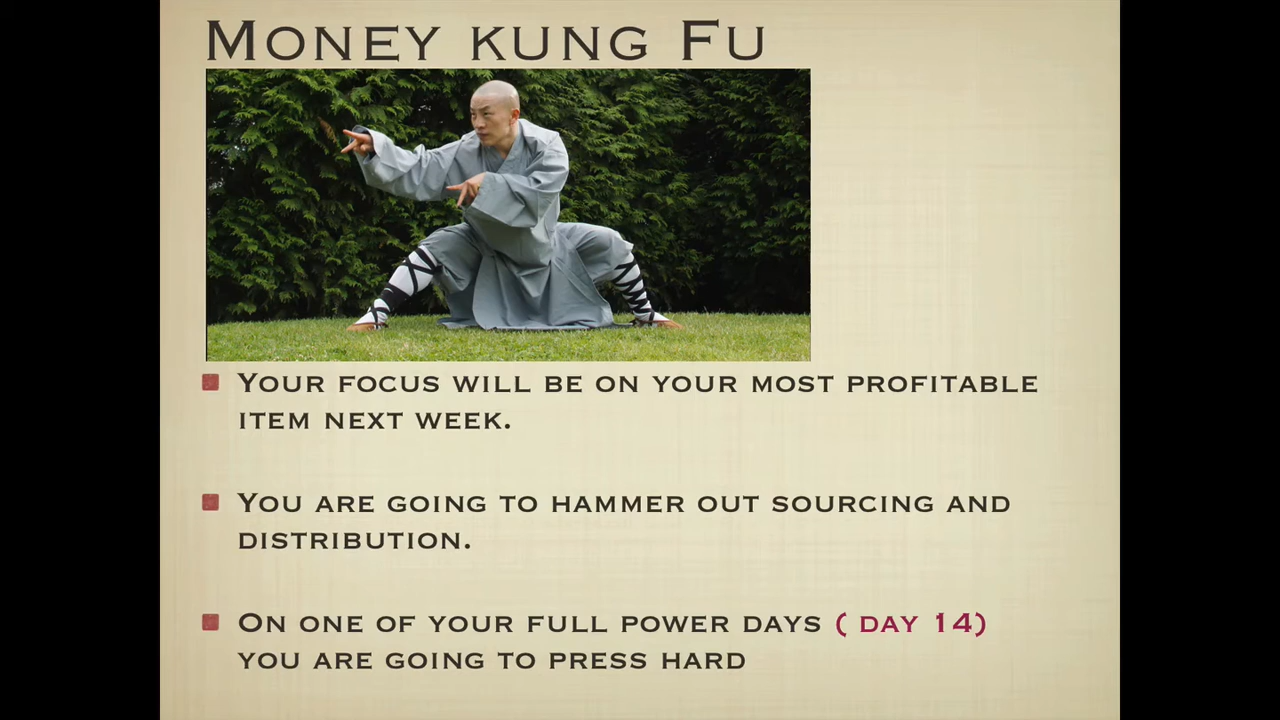 Money kung Fu
Your focus will be on your most profitable
item next week.
You are going to hammer out sourcing and
distribution.
On one of your full power days ( day 14)
you are going to press hard